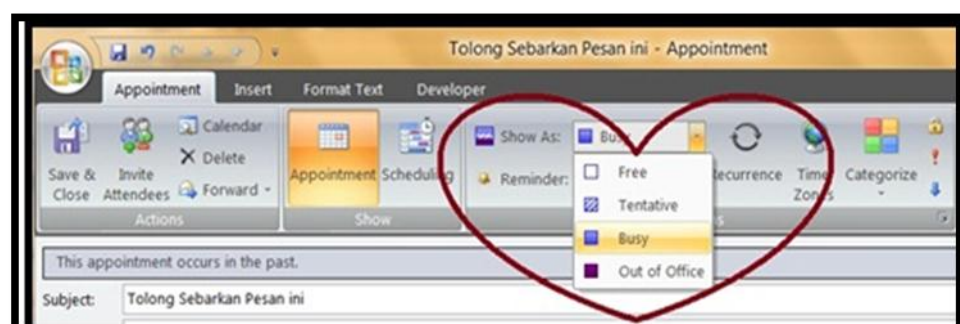 Tolong Sebarkan Pesan ini - Appointment
Appointment Insert Format Text Developer
Save & Close
Invite Attendees
Calendar
Delete
Forward
Actions
Appointment
Scheduling
Show
Show As: Busy
Reminder:
Free
Tentative
Busy
Out of Office
Recurrence
Time Zones
Categorize
This appointment occurs in the past.
Subject: Tolong Sebarkan Pesan ini